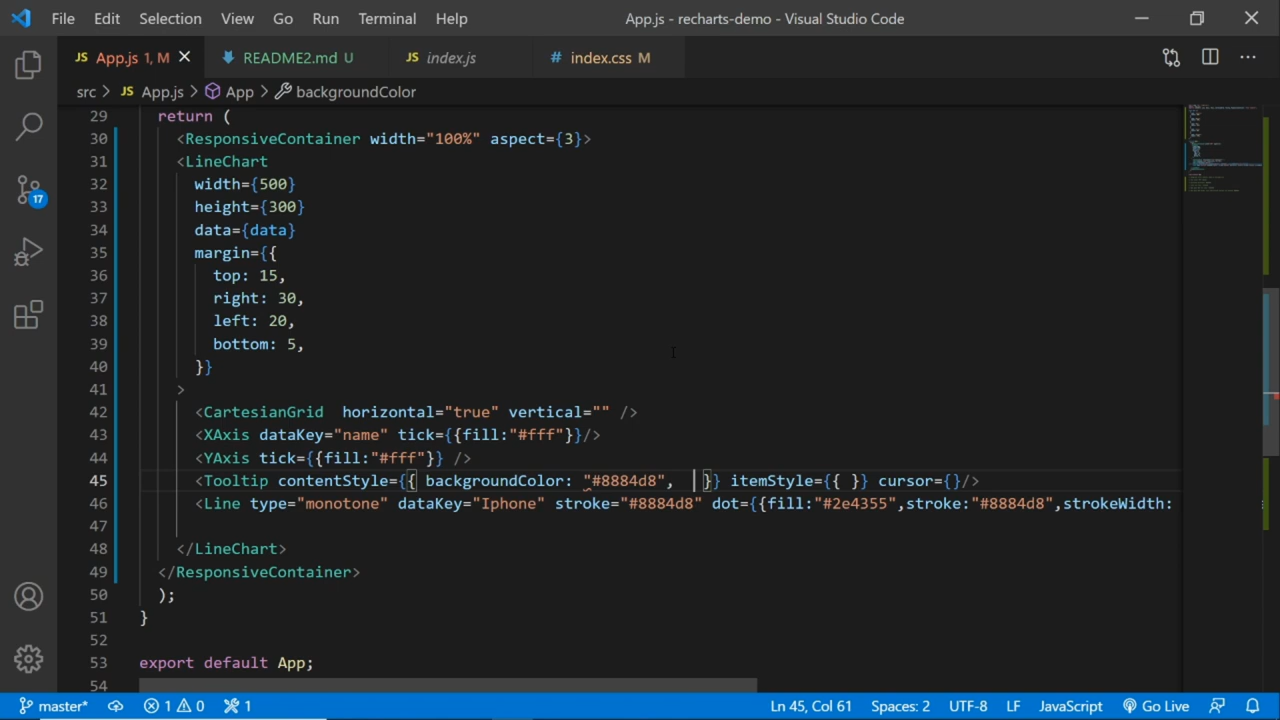 File Edit Selection View Go Run Terminal Help App.js - recharts-demo - Visual Studio Code
JS App.js 1, M README2.md U JS index.js # index.css M
src > JS App.js > App > backgroundColor
29 return (
30 <ResponsiveContainer width="100%" aspect={3}>
31 <LineChart
32 width={500}
33 height={300}
34 data={data}
35 margin={{
36 top: 15,
37 right: 30,
38 left: 20,
39 bottom: 5,
40 }}
41 >
42 <CartesianGrid  horizontal="true" vertical="" />
43 <XAxis dataKey="name" tick={{fill:"#fff"}}/>
44 <YAxis tick={{fill:"#fff"}} />
45 <Tooltip contentStyle={{ backgroundColor: "#8884d8",   }} itemStyle={{ }} cursor={}/>
46 <Line type="monotone" dataKey="Iphone" stroke="#8884d8" dot={{fill:"#2e4355",stroke:"#8884d8",strokeWidth:
47
48 </LineChart>
49 </ResponsiveContainer>
50 );
51 }
52
53 export default App;
54
17
master* 1 0 1 Ln 45, Col 61 Spaces: 2 UTF-8 LF JavaScript Go Live